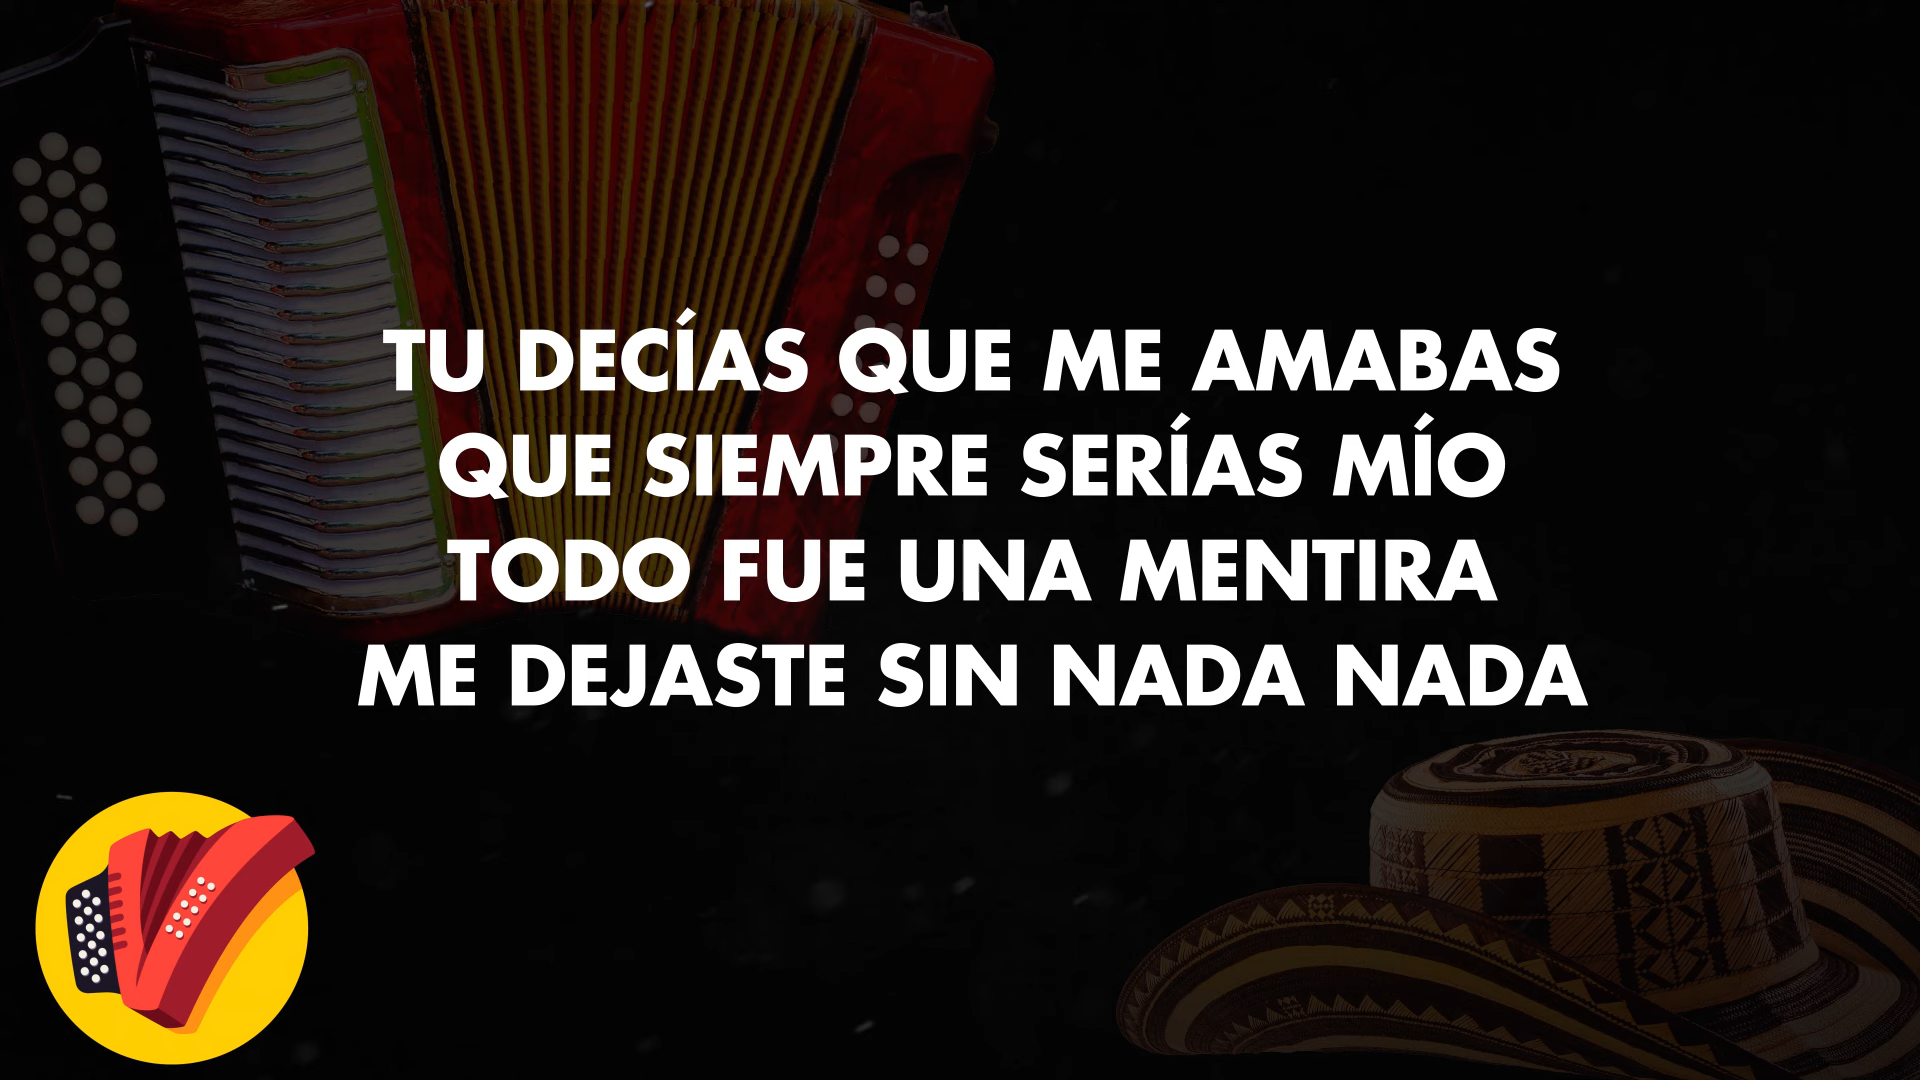 TU DECÍAS QUE ME AMABAS
QUE SIEMPRE SERÍAS MÍO
TODO FUE UNA MENTIRA
ME DEJASTE SIN NADA NADA